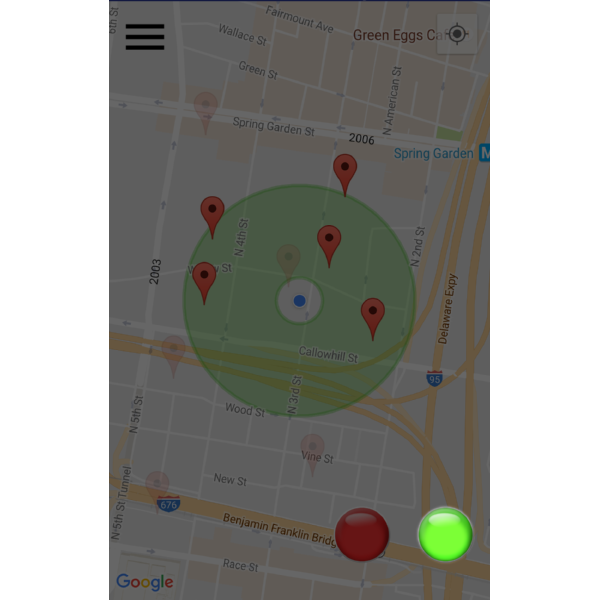 6th St
Fairmount Ave
Wallace St
Green Eggs Ca
Green St
N American St
Spring Garden St
2006
Spring Garden
M
N 4th St
N 2nd St
St
2003
Delaware Expy
Callowhill St
95
N 3rd St
Wood St
N 5th St
Vine St
New St
N 5th St Tunnel
676
Benjamin Franklin Bridg
Race St
Google